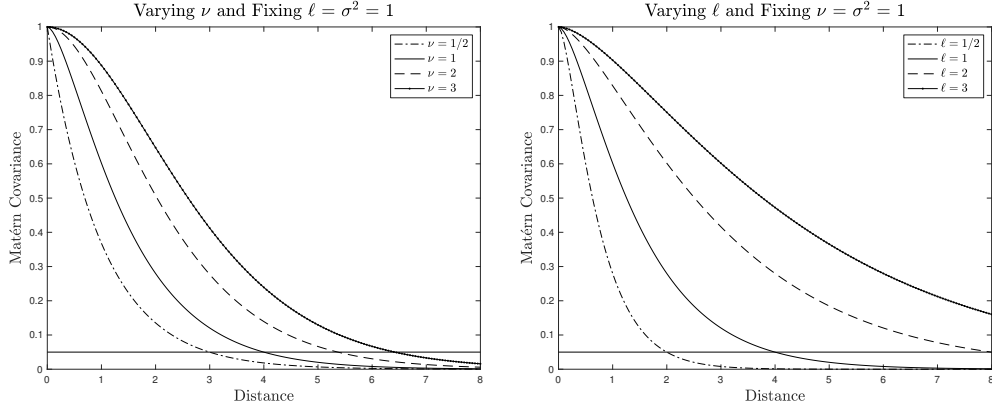 Varying ν and Fixing ℓ = σ² = 1
Matérn Covariance
1
0.9
0.8
0.7
0.6
0.5
0.4
0.3
0.2
0.1
0
0 1 2 3 4 5 6 7 8
Distance
ν = 1/2
ν = 1
ν = 2
ν = 3
Varying ℓ and Fixing ν = σ² = 1
Matérn Covariance
1
0.9
0.8
0.7
0.6
0.5
0.4
0.3
0.2
0.1
0
0 1 2 3 4 5 6 7 8
Distance
ℓ = 1/2
ℓ = 1
ℓ = 2
ℓ = 3